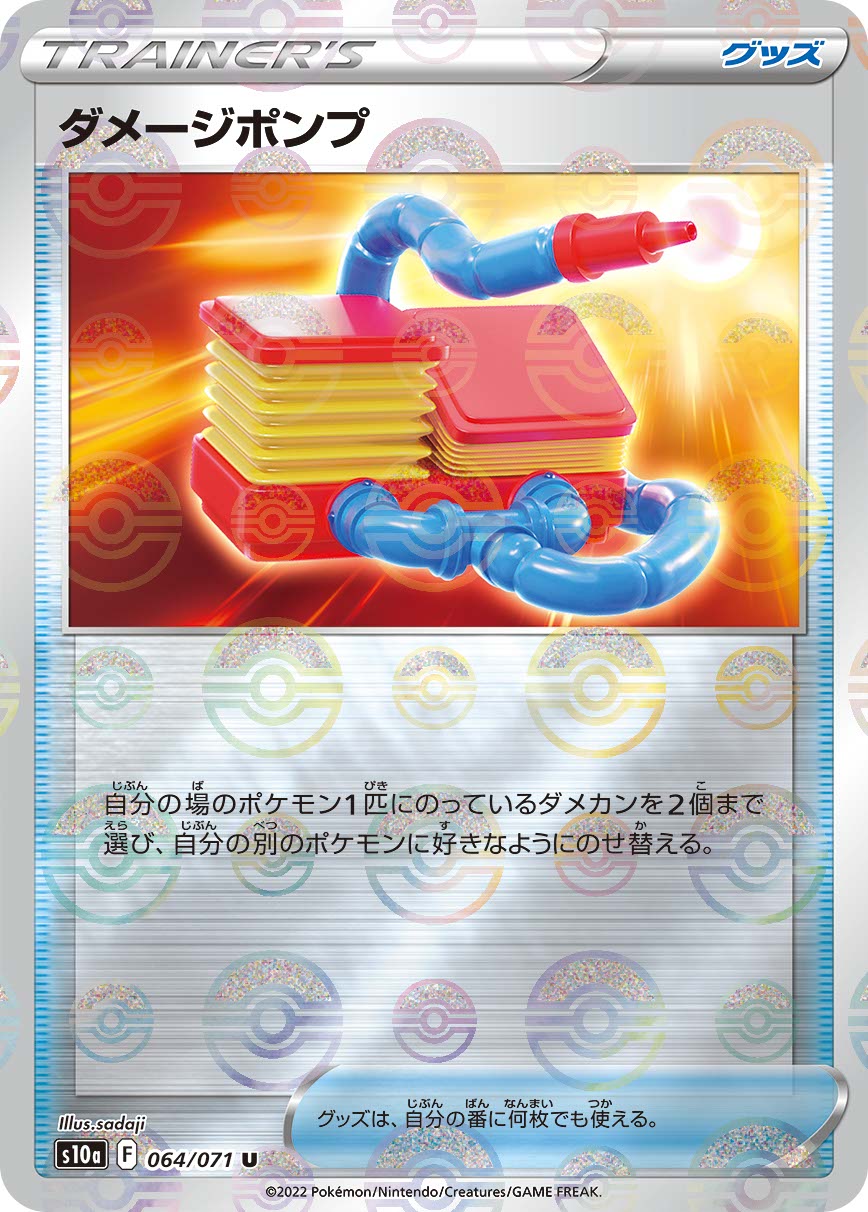 TRAINER'S
グッズ
ダメージポンプ
自分の場のポケモン1匹にのっているダメカンを2個まで
選び、自分の別のポケモンに好きなようにのせ替える。
グッズは、自分の番に何枚でも使える。
Illus.sadaji
s10a F 064/071 U
©2022 Pokémon/Nintendo/Creatures/GAME FREAK.